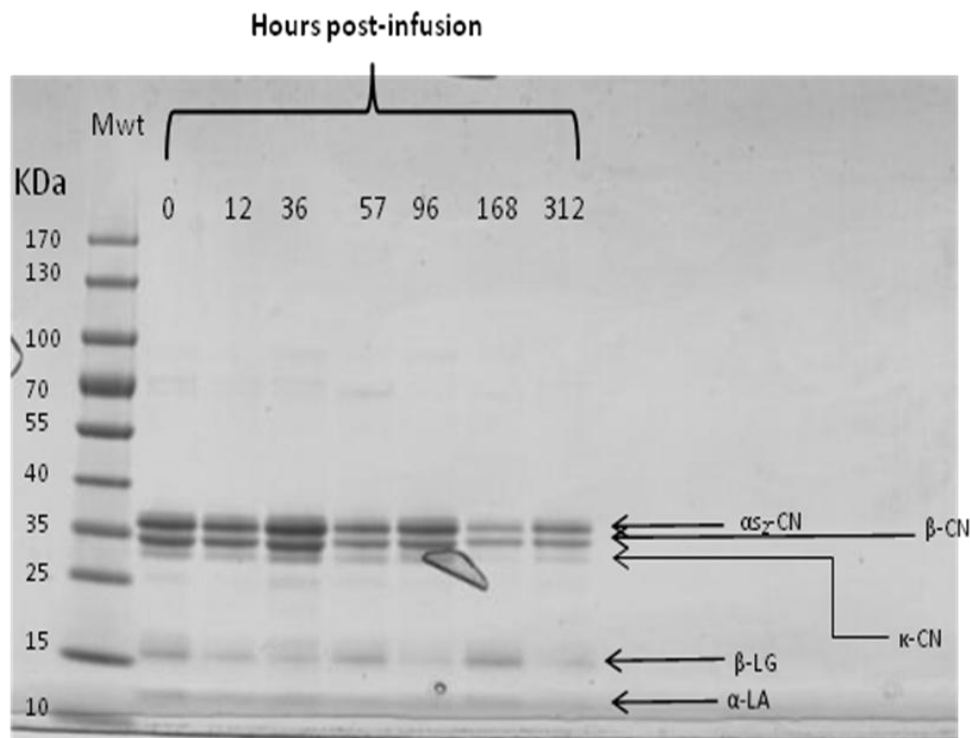 Hours post-infusion
Mwt
KDa
0 12 36 57 96 168 312
170
130
100
70
55
40
35
25
15
10
αs₂-CN
β-CN
κ-CN
β-LG
α-LA